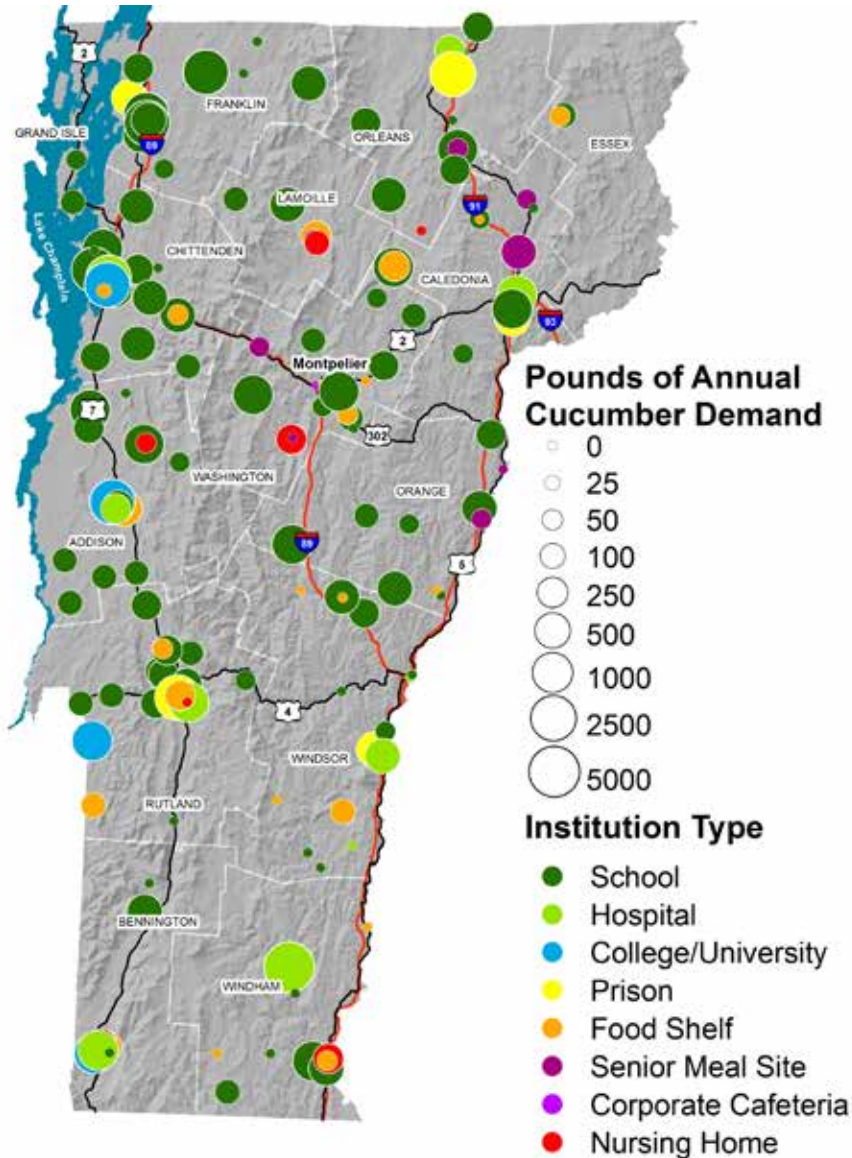 2
FRANKLIN
GRAND ISLE
89
ORLEANS
ESSEX
LAMOILLE
91
Lake Champlain
CHITTENDEN
CALEDONIA
93
2
Montpelier
7
302
WASHINGTON
ORANGE
ADDISON
89
5
4
WINDSOR
RUTLAND
BENNINGTON
WINDHAM
Pounds of Annual
Cucumber Demand
0
25
50
100
250
500
1000
2500
5000
Institution Type
School
Hospital
College/University
Prison
Food Shelf
Senior Meal Site
Corporate Cafeteria
Nursing Home